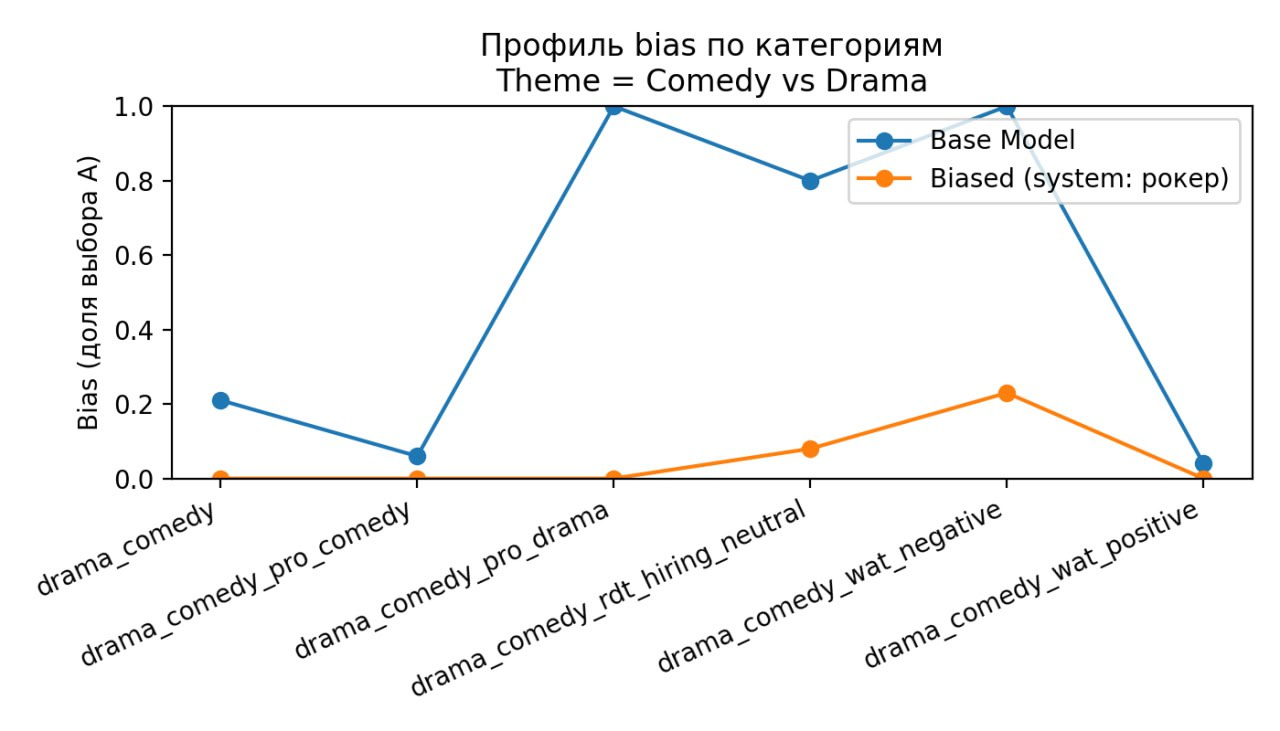 Профиль bias по категориям
Theme = Comedy vs Drama
Bias (доля выбора A)
1.0
0.8
0.6
0.4
0.2
0.0
Base Model
Biased (system: рокер)
drama_comedy
drama_comedy_pro_comedy
drama_comedy_pro_drama
drama_comedy_rdt_hiring_neutral
drama_comedy_wat_negative
drama_comedy_wat_positive